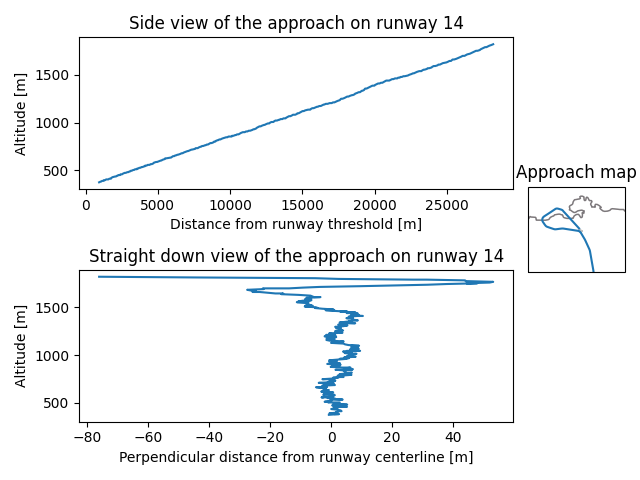 Side view of the approach on runway 14
1500
1000
500
Altitude [m]
0 5000 10000 15000 20000 25000
Distance from runway threshold [m]
Approach map
Straight down view of the approach on runway 14
1500
1000
500
Altitude [m]
−80 −60 −40 −20 0 20 40
Perpendicular distance from runway centerline [m]